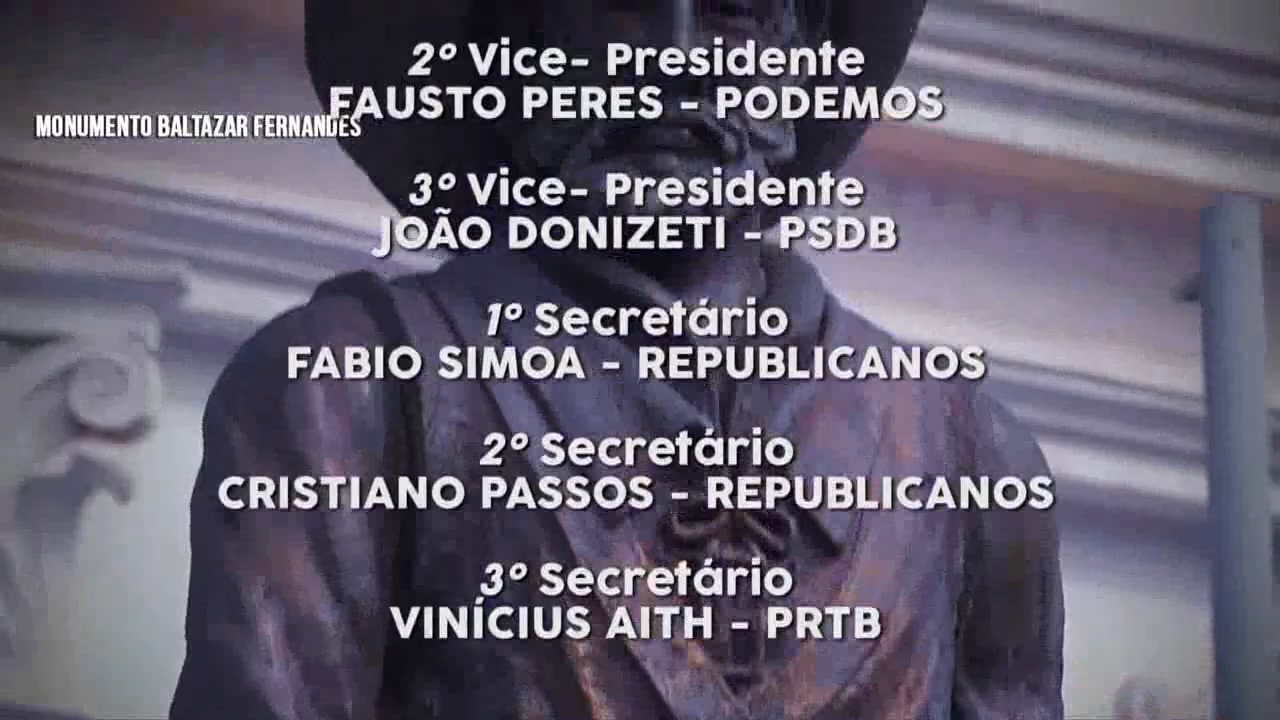 2º Vice- Presidente
FAUSTO PERES - PODEMOS
MONUMENTO BALTAZAR FERNANDES
3º Vice- Presidente
JOÃO DONIZETI - PSDB
1º Secretário
FABIO SIMOA - REPUBLICANOS
2º Secretário
CRISTIANO PASSOS - REPUBLICANOS
3º Secretário
VINÍCIUS AITH - PRTB